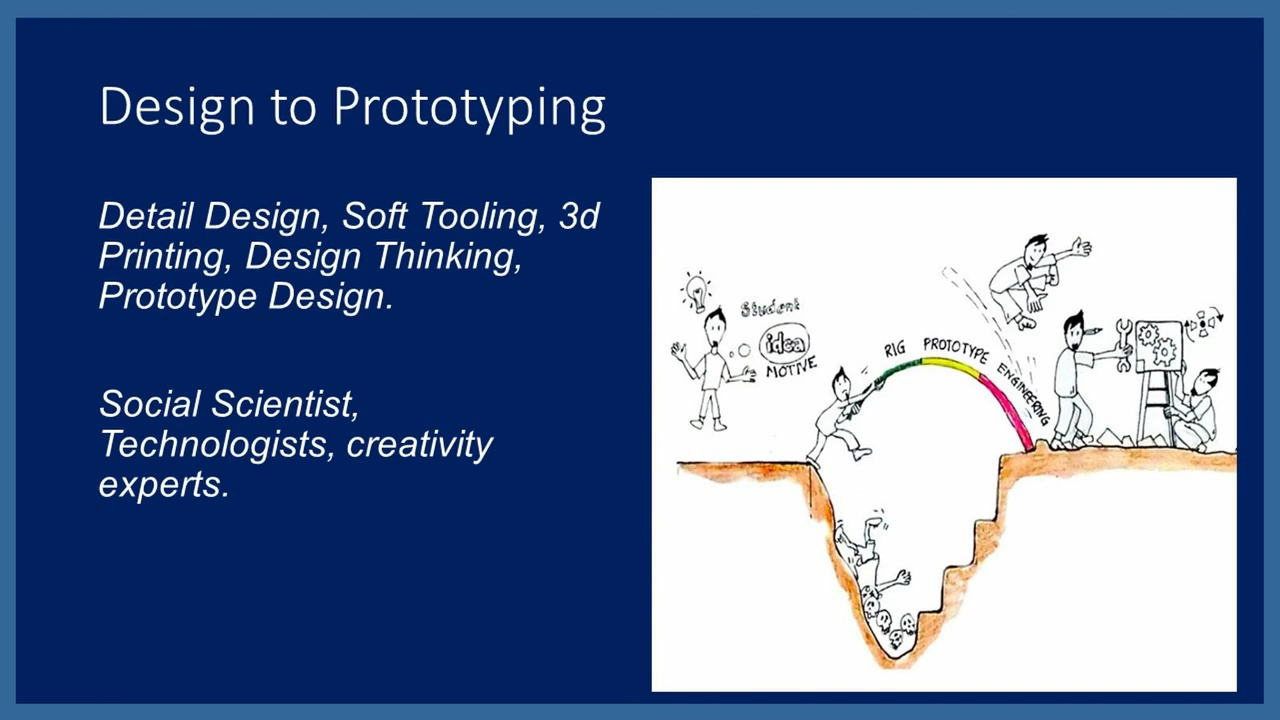 Design to Prototyping
Detail Design, Soft Tooling, 3d
Printing, Design Thinking,
Prototype Design.
Social Scientist,
Technologists, creativity
experts.
Student
idea
MOTIVE
RIG PROTOTYPE ENGINEERING